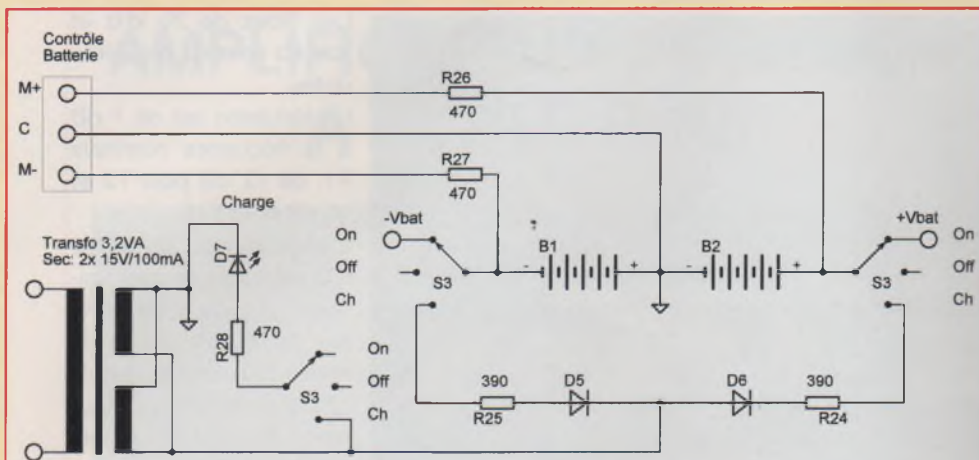 Contrôle
Batterie
M+
C
M-
R26
470
R27
470
Charge
Transfo 3,2VA
Sec: 2x 15V/100mA
D7
R28
470
On
Off
Ch
S3
On
Off
Ch
-Vbat
S3
B1
-
+
B2
-
+
+Vbat
S3
On
Off
Ch
390
R25
D5
D6
390
R24